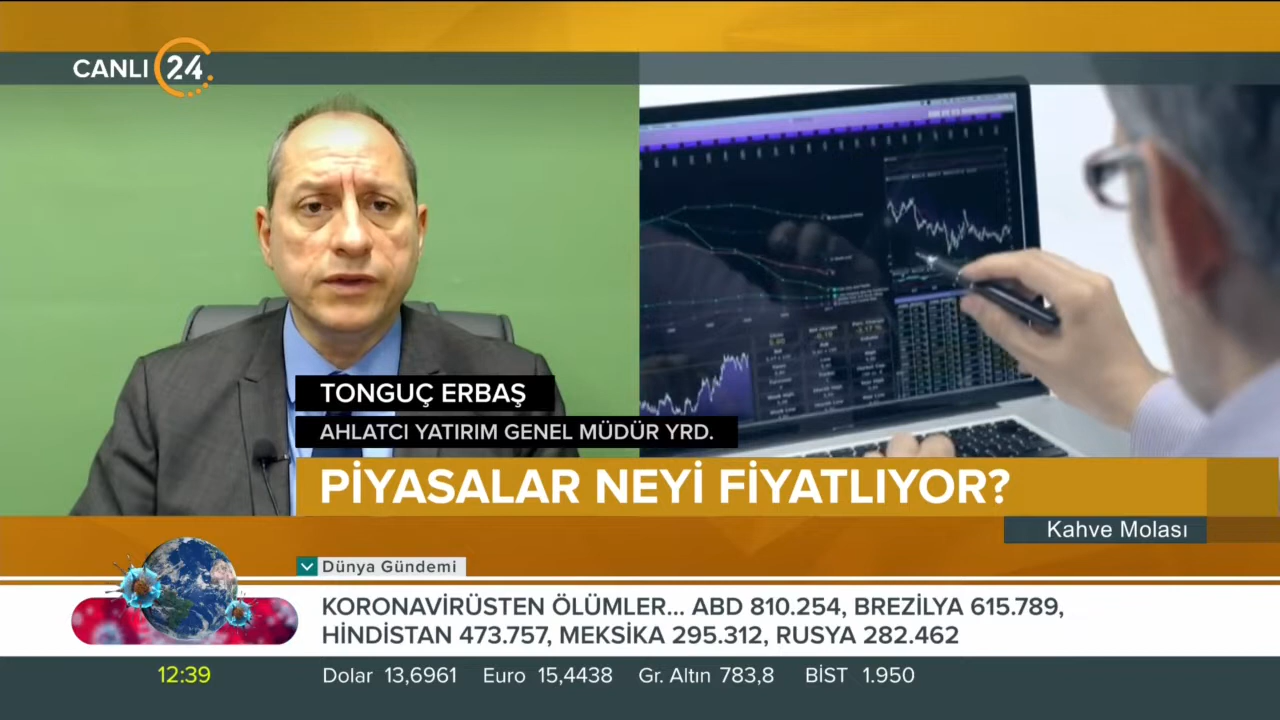 CANLI 24
TONGUÇ ERBAŞ
AHLATCI YATIRIM GENEL MÜDÜR YRD.
PİYASALAR NEYİ FİYATLIYOR?
Kahve Molası
Dünya Gündemi
KORONAVİRÜSTEN ÖLÜMLER... ABD 810.254, BREZİLYA 615.789,
HİNDİSTAN 473.757, MEKSİKA 295.312, RUSYA 282.462
12:39 Dolar 13,6961 Euro 15,4438 Gr. Altın 783,8 BİST 1.950